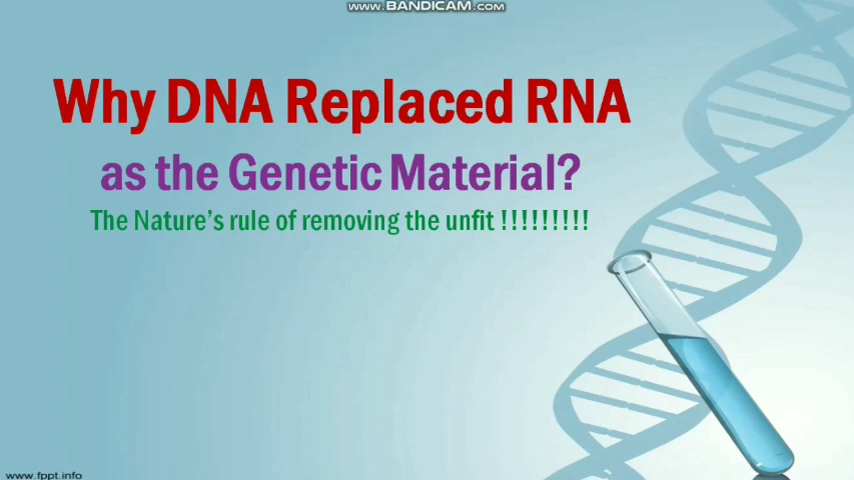 www.BANDICAM.com
Why DNA Replaced RNA
as the Genetic Material?
The Nature's rule of removing the unfit !!!!!!!!!
www.fppt.info